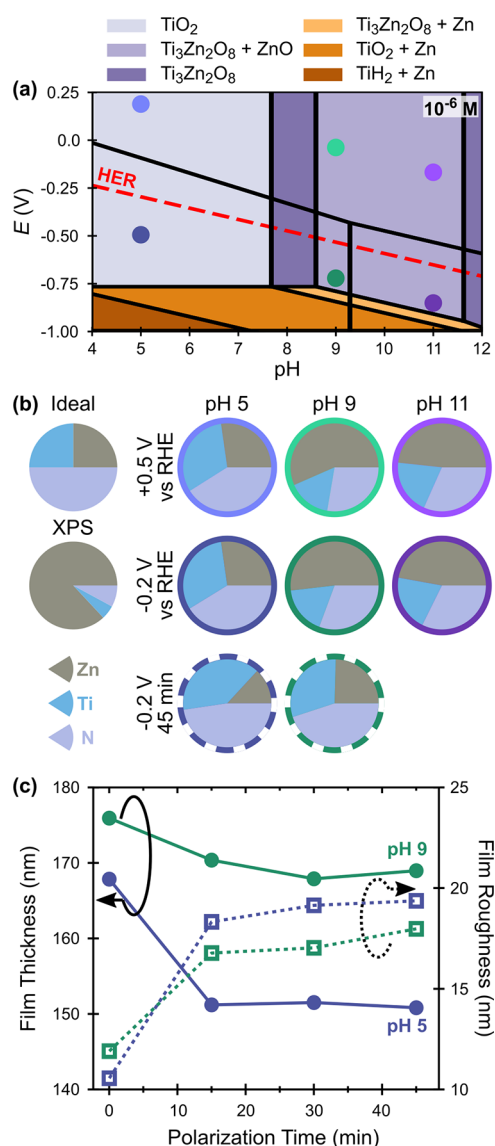 TiO2
Ti3Zn2O8 + ZnO
Ti3Zn2O8
Ti3Zn2O8 + Zn
TiO2 + Zn
TiH2 + Zn
(a)
10-6 M
HER
0.25
0.0
-0.25
-0.50
-0.75
-1.00
E (V)
4 5 6 7 8 9 10 11 12
pH
(b)
Ideal
pH 5
pH 9
pH 11
+0.5 V
vs RHE
XPS
-0.2 V
vs RHE
-0.2 V
45 min
Zn
Ti
N
(c)
180
170
160
150
140
Film Thickness (nm)
25
20
14
10
Film Roughness (nm)
pH 9
pH 5
0 10 20 30 40
Polarization Time (min)